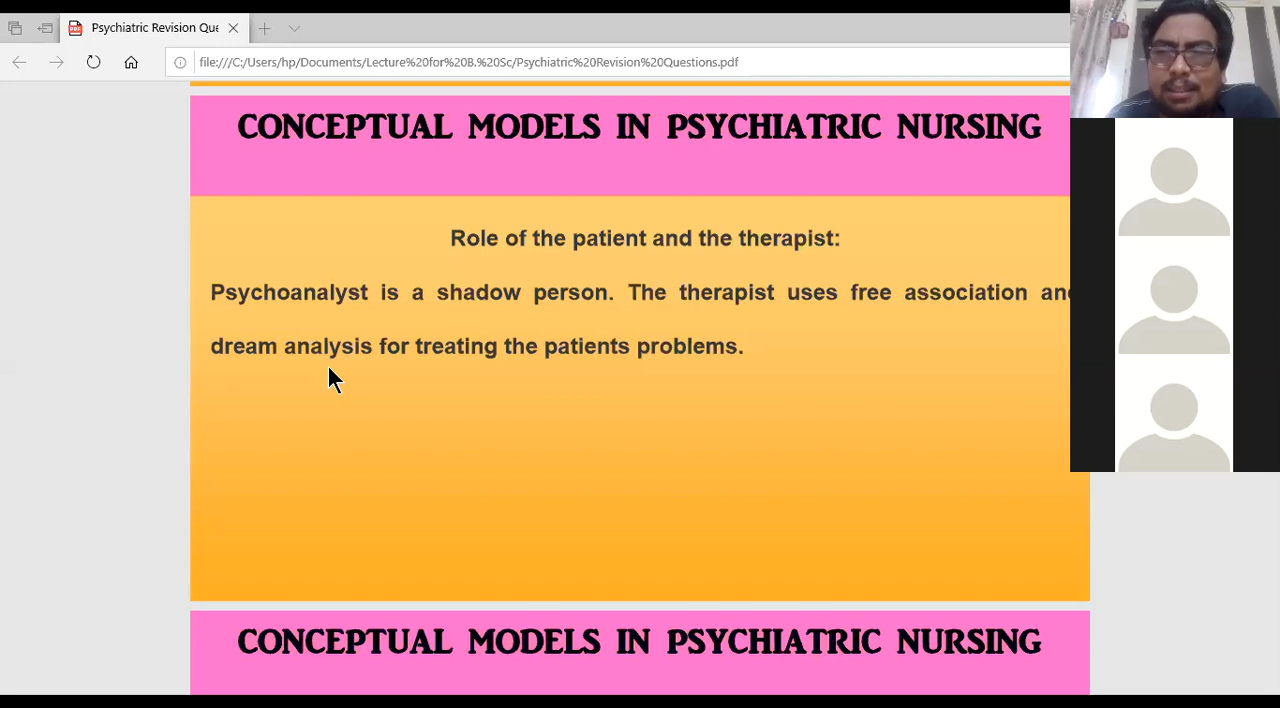 Psychiatric Revision Que
file:///C:/Users/hp/Documents/Lecture%20for%20B.%20Sc/Psychiatric%20Revision%20Questions.pdf
CONCEPTUAL MODELS IN PSYCHIATRIC NURSING
Role of the patient and the therapist:
Psychoanalyst is a shadow person. The therapist uses free association and
dream analysis for treating the patients problems.
CONCEPTUAL MODELS IN PSYCHIATRIC NURSING